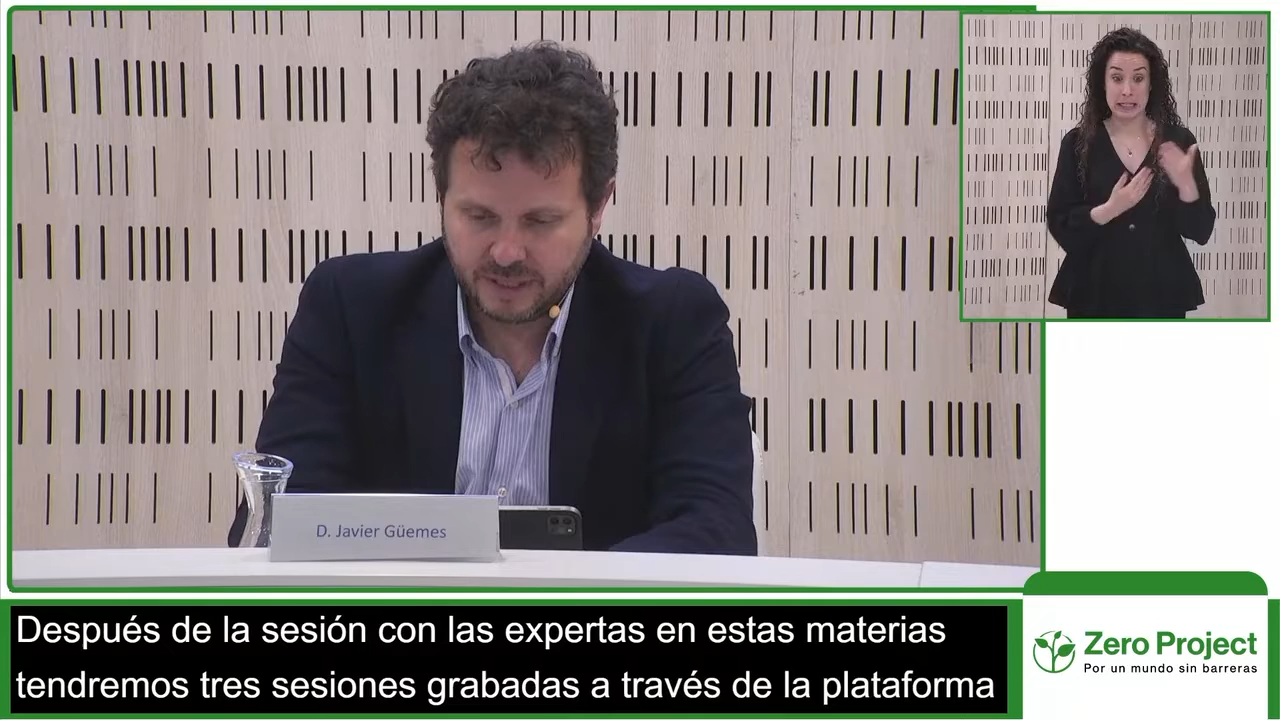 D. Javier Güemes
Después de la sesión con las expertas en estas materias
tendremos tres sesiones grabadas a través de la plataforma
Zero Project
Por un mundo sin barreras